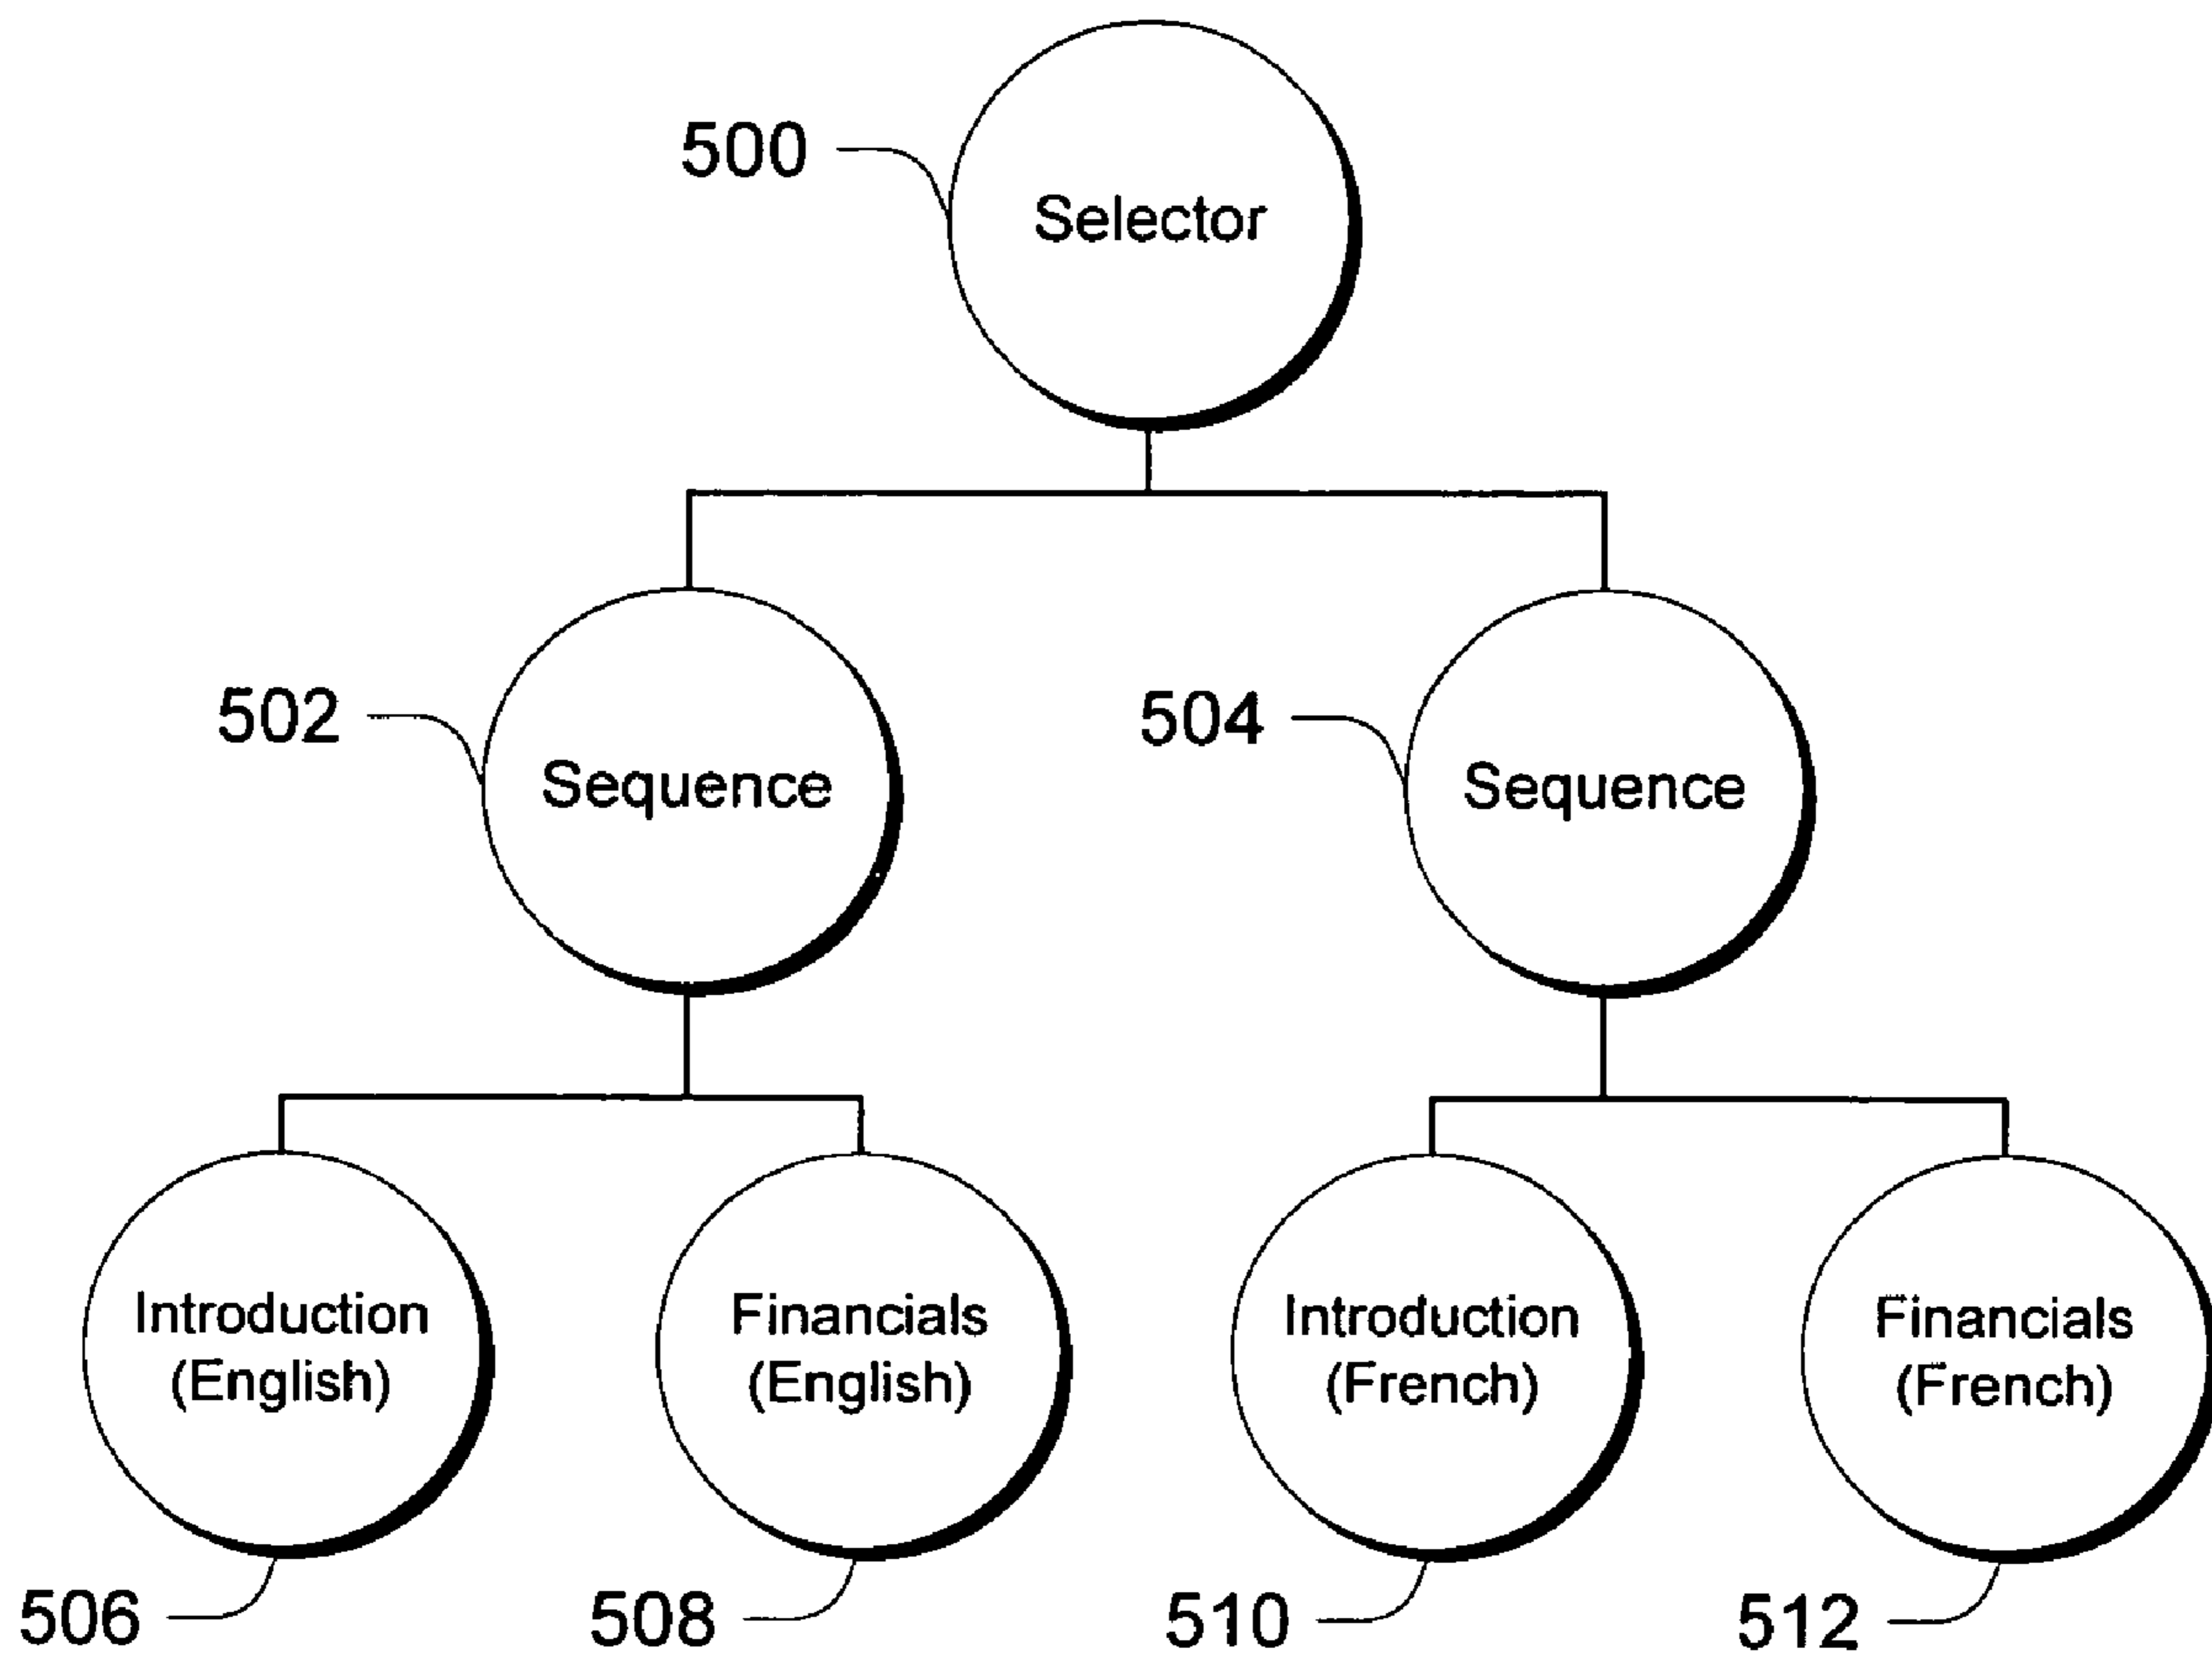 500
Selector
502
Sequence
504
Sequence
Introduction
(English)
Financials
(English)
Introduction
(French)
Financials
(French)
506
508
510
512